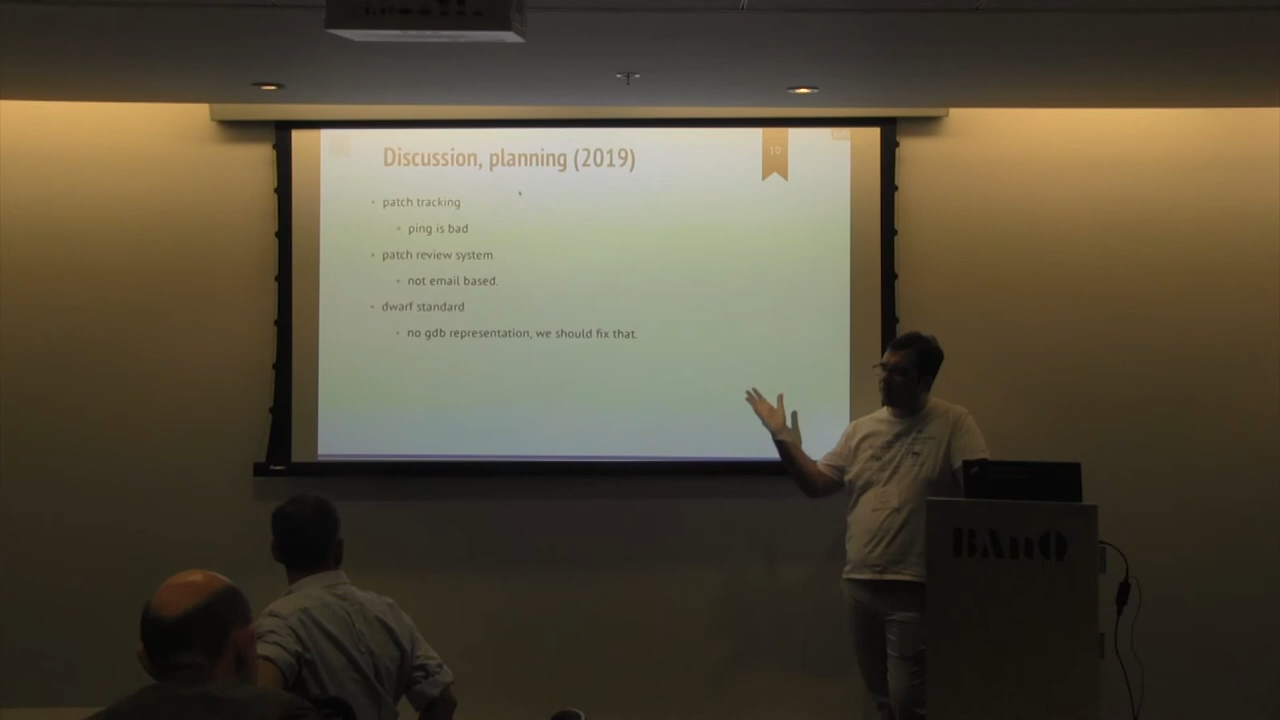 Discussion, planning (2019)
10
patch tracking
ping is bad
patch review system
not email based.
dwarf standard
no gdb representation, we should fix that.
BAnQ